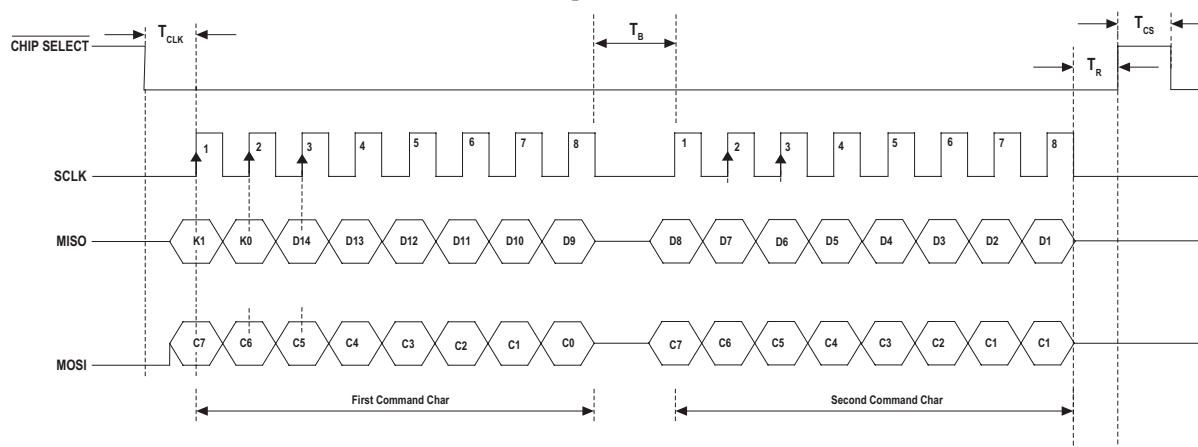 T_CLK
T_B
T_CS
CHIP SELECT
T_R
1 2 3 4 5 6 7 8 1 2 3 4 5 6 7 8
SCLK
MISO K1 K0 D14 D13 D12 D11 D10 D9 D8 D7 D6 D5 D4 D3 D2 D1
C7 C6 C5 C4 C3 C2 C1 C0 C7 C6 C5 C4 C3 C2 C1 C1
MOSI
First Command Char Second Command Char